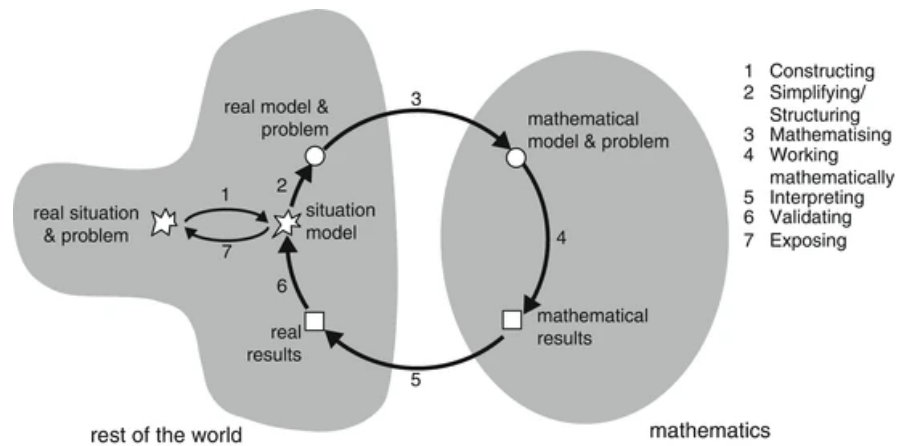 real model &
problem
3
mathematical
model & problem
1
2
real situation
& problem
situation
model
7
4
6
real
results
mathematical
results
5
rest of the world
mathematics
1 Constructing
2 Simplifying/
Structuring
3 Mathematising
4 Working
mathematically
5 Interpreting
6 Validating
7 Exposing